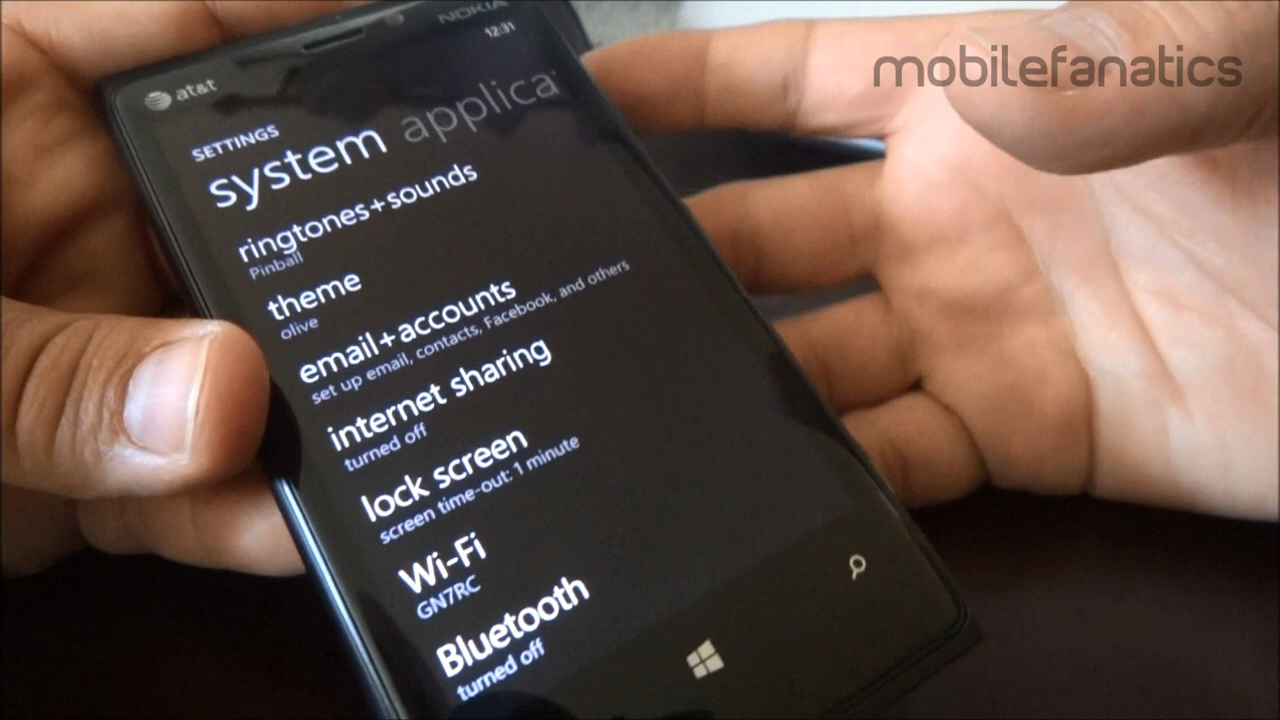 mobilefanatics
NOKIA
12:31
at&t
SETTINGS
system applica
ringtones+sounds
Pinball
theme
olive
email+accounts
set up email, contacts, Facebook, and others
internet sharing
turned off
lock screen
screen time-out: 1 minute
Wi-Fi
GN7RC
Bluetooth
turned off